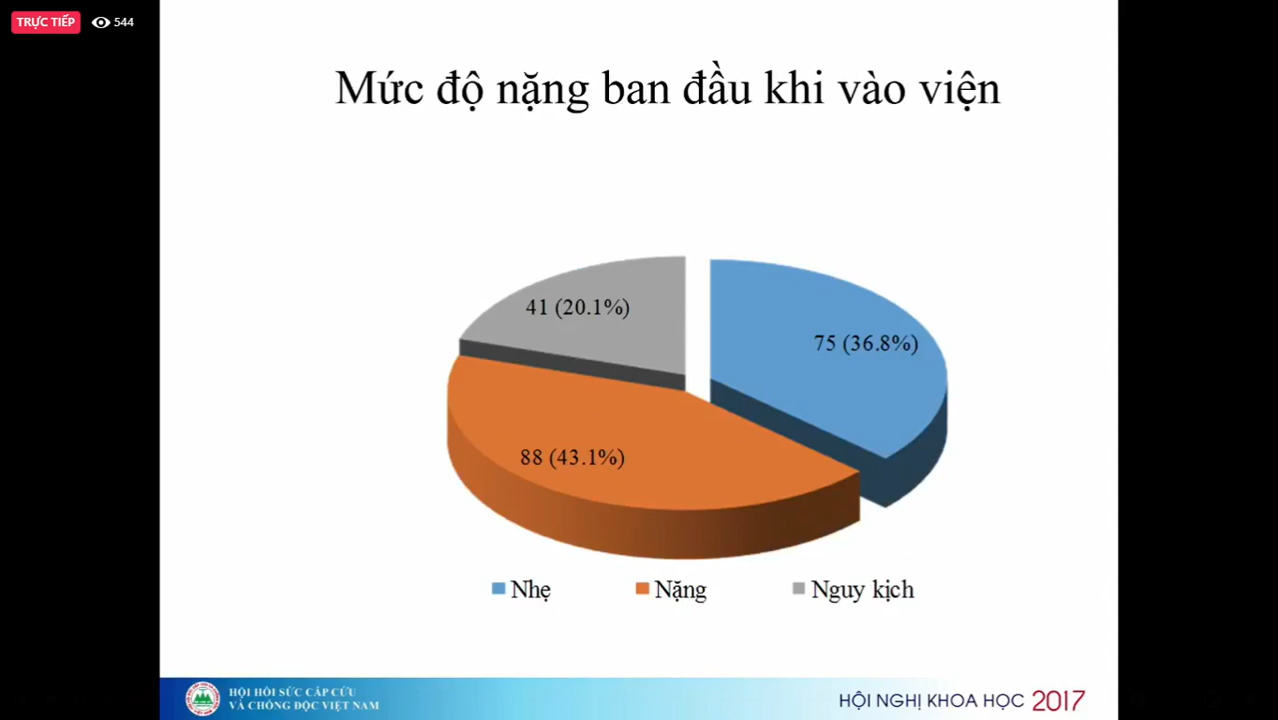 TRỰC TIẾP 544
Mức độ nặng ban đầu khi vào viện
41 (20.1%)
75 (36.8%)
88 (43.1%)
Nhẹ Nặng Nguy kịch
HỘI HỒI SỨC CẤP CỨU
VÀ CHỐNG ĐỘC VIỆT NAM
HỘI NGHỊ KHOA HỌC 2017